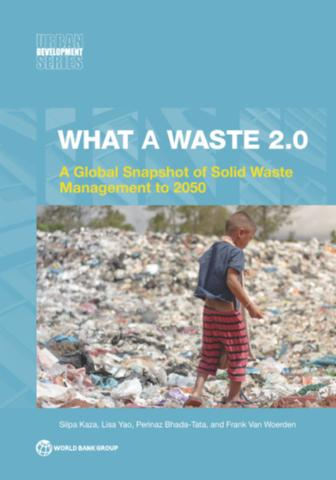 URBAN
DEVELOPMENT
SERIES
WHAT A WASTE 2.0
A Global Snapshot of Solid Waste
Management to 2050
Silpa Kaza, Lisa Yao, Perinaz Bhada-Tata, and Frank Van Woerden
WORLD BANK GROUP